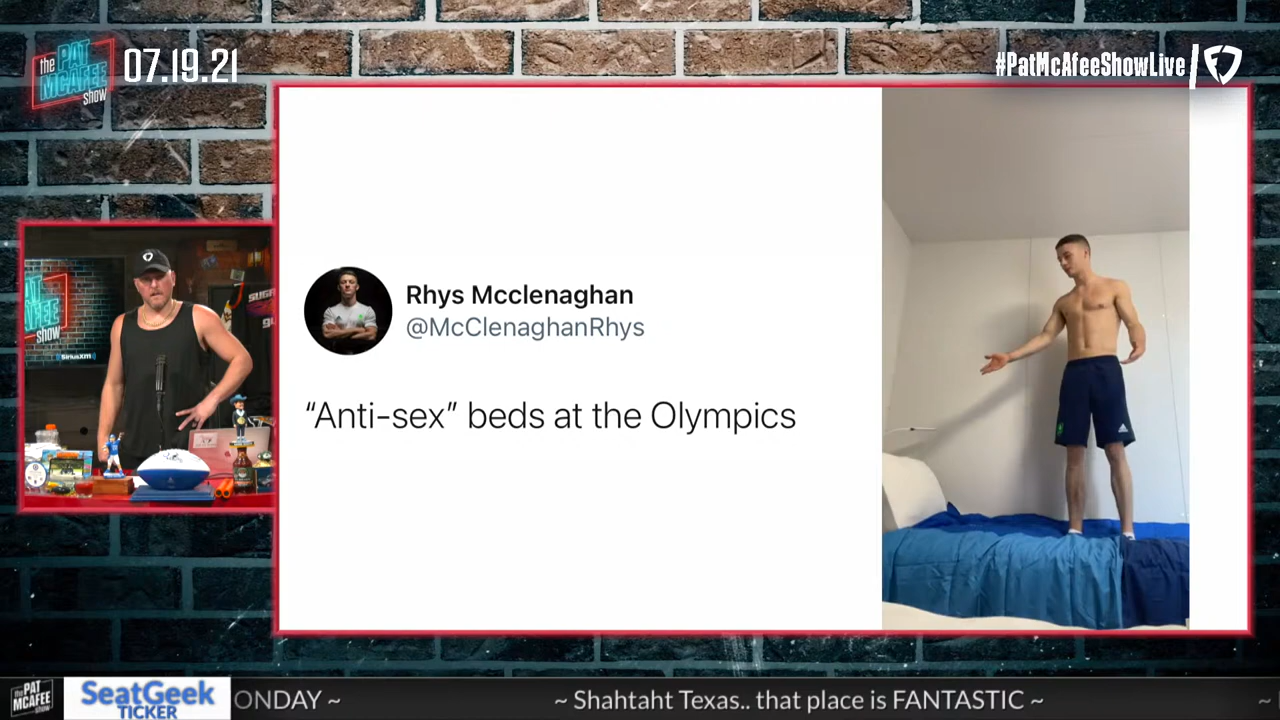 the
PAT
MCAFEE
show
07.19.21
#PatMcAfeeShowLive
Rhys Mcclenaghan
@McClenaghanRhys
“Anti-sex” beds at the Olympics
SiriusXM
the
PAT
MCAFEE
show
SeatGeek
TICKER
ONDAY ~
~ Shahtaht Texas.. that place is FANTASTIC ~
~